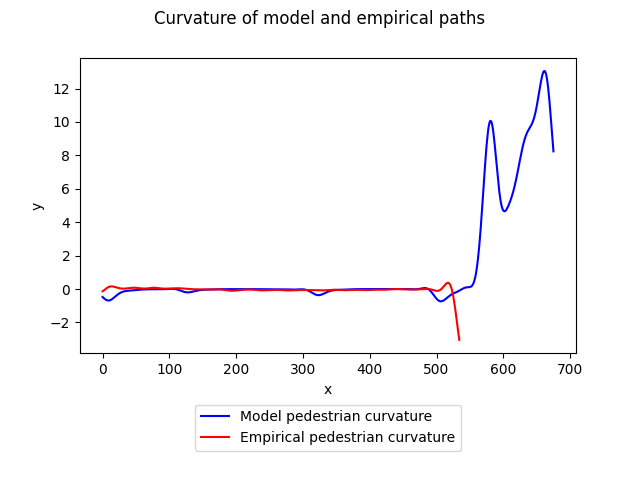 Curvature of model and empirical paths
12
10
8
6
4
2
0
−2
y
0 100 200 300 400 500 600 700
x
Model pedestrian curvature
Empirical pedestrian curvature